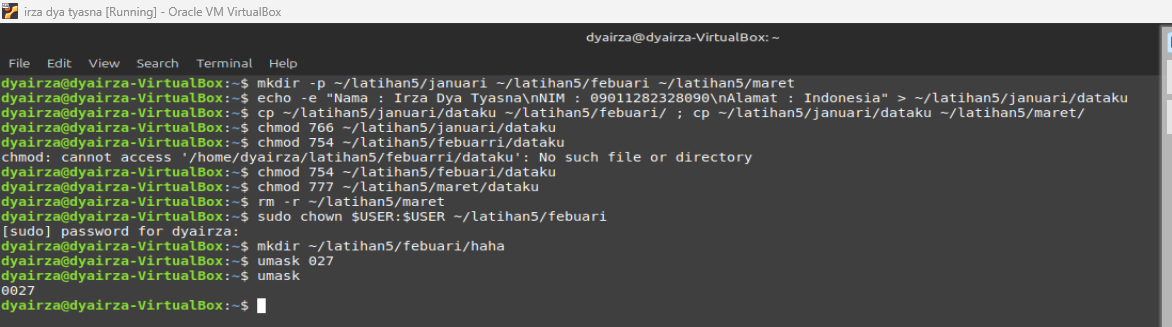 irza dya tyasna [Running] - Oracle VM VirtualBox
dyairza@dyairza-VirtualBox: ~
File Edit View Search Terminal Help
dyairza@dyairza-VirtualBox:~$ mkdir -p ~/latihan5/januari ~/latihan5/febuari ~/latihan5/maret
dyairza@dyairza-VirtualBox:~$ echo -e "Nama : Irza Dya Tyasna\nNIM : 09011282328090\nAlamat : Indonesia" > ~/latihan5/januari/dataku
dyairza@dyairza-VirtualBox:~$ cp ~/latihan5/januari/dataku ~/latihan5/febuari/ ; cp ~/latihan5/januari/dataku ~/latihan5/maret/
dyairza@dyairza-VirtualBox:~$ chmod 766 ~/latihan5/januari/dataku
dyairza@dyairza-VirtualBox:~$ chmod 754 ~/latihan5/febuarri/dataku
chmod: cannot access '/home/dyairza/latihan5/febuarri/dataku': No such file or directory
dyairza@dyairza-VirtualBox:~$ chmod 754 ~/latihan5/febuari/dataku
dyairza@dyairza-VirtualBox:~$ chmod 777 ~/latihan5/maret/dataku
dyairza@dyairza-VirtualBox:~$ rm -r ~/latihan5/maret
dyairza@dyairza-VirtualBox:~$ sudo chown $USER:$USER ~/latihan5/febuari
[sudo] password for dyairza:
dyairza@dyairza-VirtualBox:~$ mkdir ~/latihan5/febuari/haha
dyairza@dyairza-VirtualBox:~$ umask 027
dyairza@dyairza-VirtualBox:~$ umask
0027
dyairza@dyairza-VirtualBox:~$